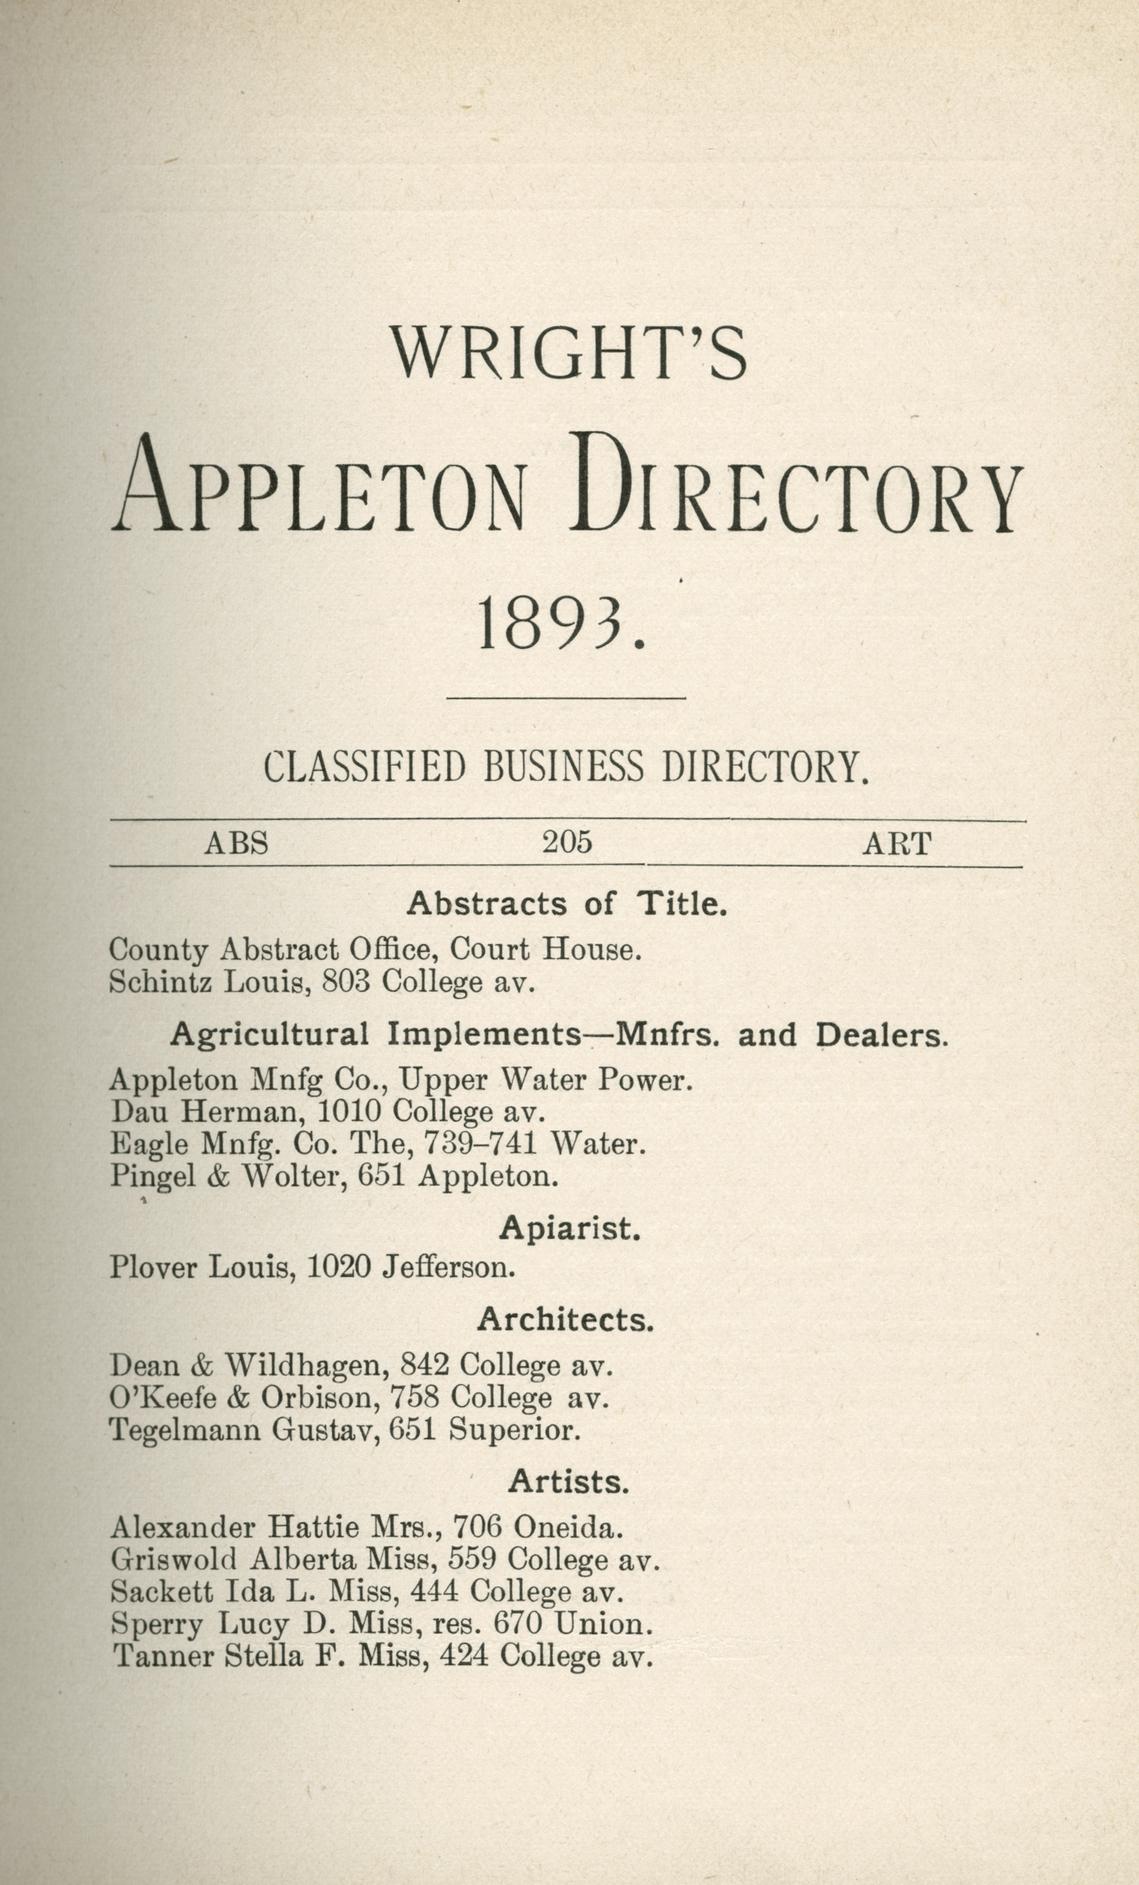 WRIGHT'S
APPLETON DIRECTORY
1893.
CLASSIFIED BUSINESS DIRECTORY.
ABS 205 ART
Abstracts of Title.
County Abstract Office, Court House.
Schintz Louis, 803 College av.
Agricultural Implements—Mnfrs. and Dealers.
Appleton Mnfg Co., Upper Water Power.
Dau Herman, 1010 College av.
Eagle Mnfg. Co. The, 739–741 Water.
Pingel & Wolter, 651 Appleton.
Apiarist.
Plover Louis, 1020 Jefferson.
Architects.
Dean & Wildhagen, 842 College av.
O'Keefe & Orbison, 758 College av.
Tegelmann Gustav, 651 Superior.
Artists.
Alexander Hattie Mrs., 706 Oneida.
Griswold Alberta Miss, 559 College av.
Sackett Ida L. Miss, 444 College av.
Sperry Lucy D. Miss, res. 670 Union.
Tanner Stella F. Miss, 424 College av.